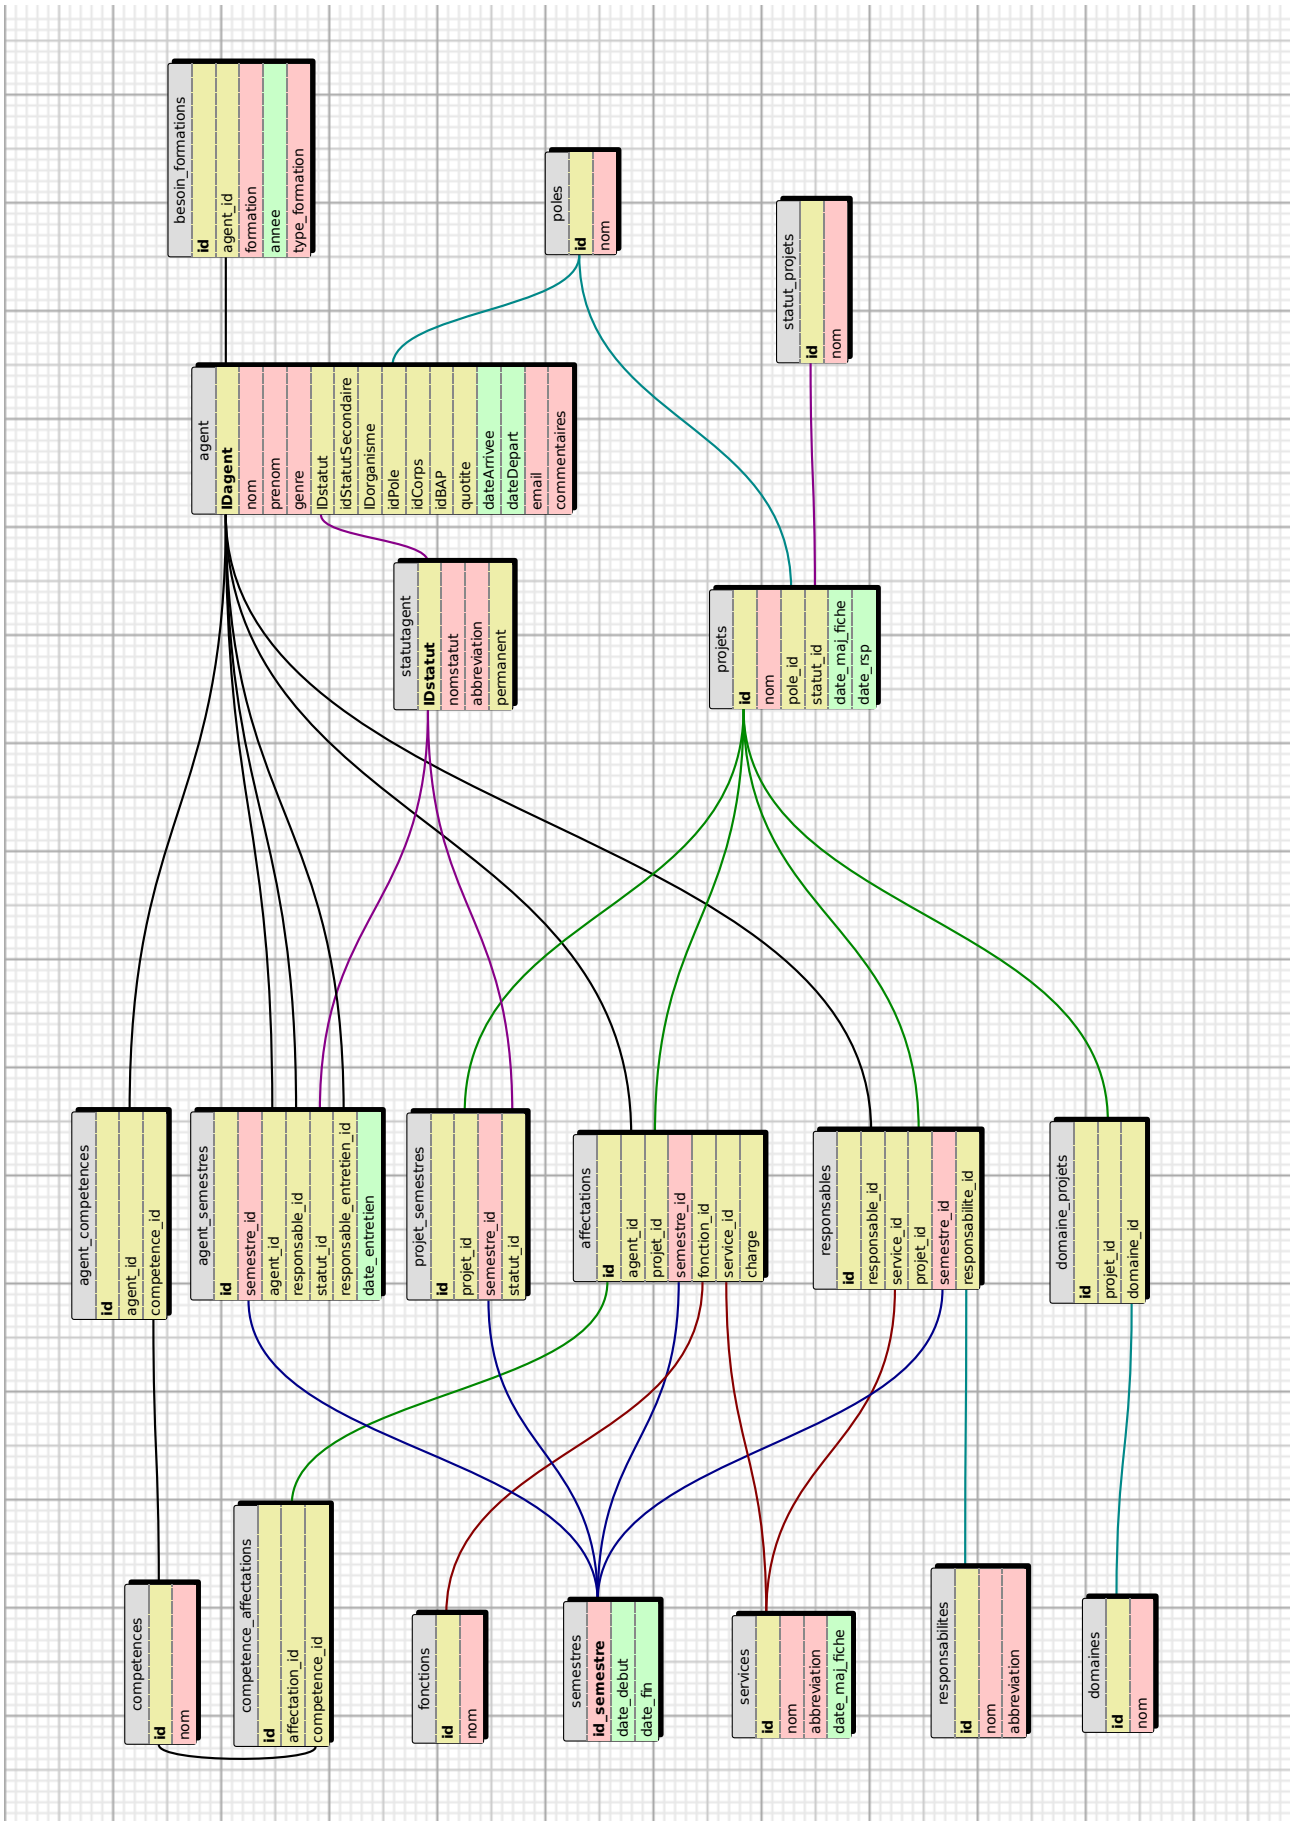 besoin_formations
id
agent_id
formation
annee
type_formation
poles
id
nom
statut_projets
id
nom
agent
IDagent
nom
prenom
genre
IDstatut
idStatutSecondaire
IDorganisme
idPole
idCorps
idBAP
quotite
dateArrivee
dateDepart
email
commentaires
statutagent
IDstatut
nomstatut
abbreviation
permanent
projets
id
nom
pole_id
statut_id
date_maj_fiche
date_rsp
agent_competences
id
agent_id
competence_id
agent_semestres
id
semestre_id
agent_id
responsable_id
statut_id
responsable_entretien_id
date_entretien
projet_semestres
id
projet_id
semestre_id
statut_id
affectations
id
agent_id
projet_id
semestre_id
fonction_id
service_id
charge
responsables
id
responsable_id
service_id
projet_id
semestre_id
responsabilite_id
domaine_projets
id
projet_id
domaine_id
competences
id
nom
competence_affectations
id
affectation_id
competence_id
fonctions
id
nom
semestres
id_semestre
date_debut
date_fin
services
id
nom
abbreviation
date_maj_fiche
responsabilites
id
nom
abbreviation
domaines
id
nom